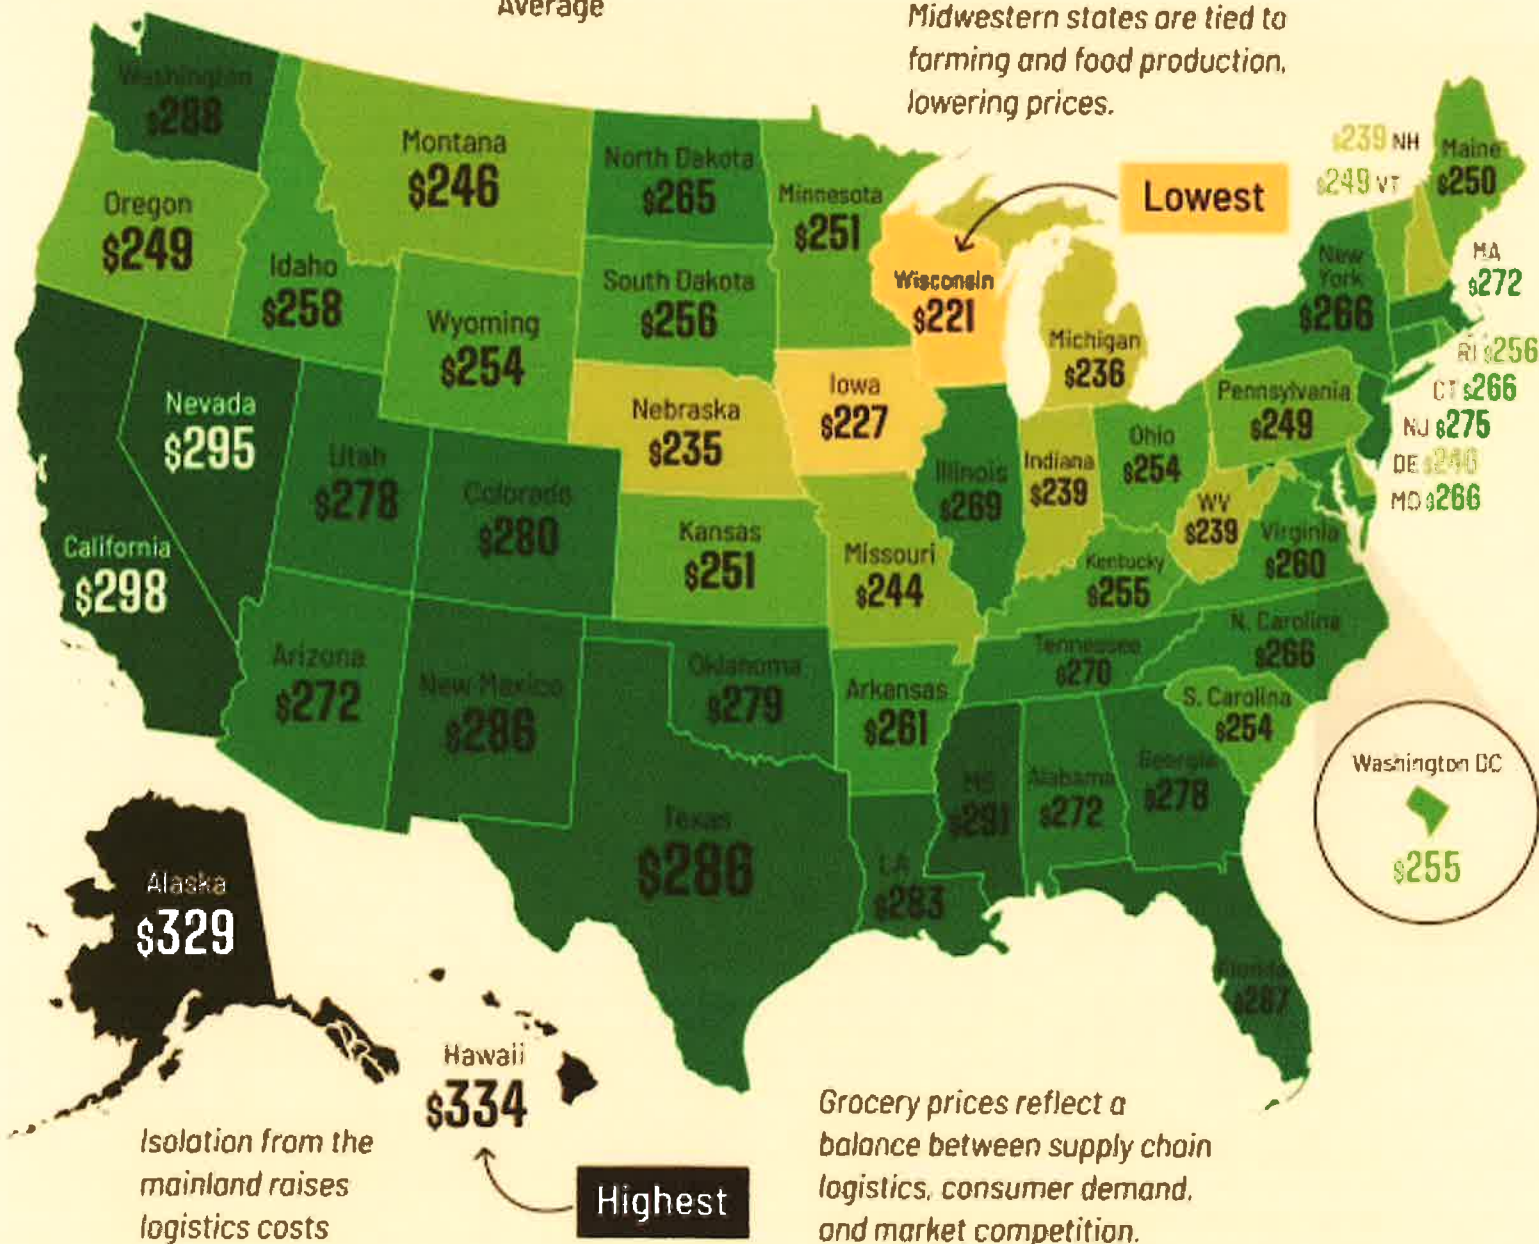 Average
Midwestern states are tied to
farming and food production,
lowering prices.
Washington
$288
Montana
$246
North Dakota
$265
Minnesota
$251
Lowest
$239 NH
$249 VT
Maine
$250
Oregon
$249
Idaho
$258
Wyoming
$254
South Dakota
$256
Wisconsin
$221
Michigan
$236
New
York
$266
MA
$272
RI $256
CT $266
NJ $275
DE $246
MD $266
Nevada
$295
Utah
$278
Colorado
$280
Nebraska
$235
Iowa
$227
Illinois
$269
Indiana
$239
Ohio
$254
Pennsylvania
$249
WV
$239
Virginia
$260
California
$298
Kansas
$251
Missouri
$244
Kentucky
$255
Arizona
$272
New Mexico
$286
Oklahoma
$279
Arkansas
$261
Tennessee
$270
N. Carolina
$266
S. Carolina
$254
Texas
$286
LA
$283
MS
$291
Alabama
$272
Georgia
$278
Florida
$287
Washington DC
$255
Alaska
$329
Hawaii
$334
Highest
Isolation from the
mainland raises
logistics costs
Grocery prices reflect a
balance between supply chain
logistics, consumer demand,
and market competition.